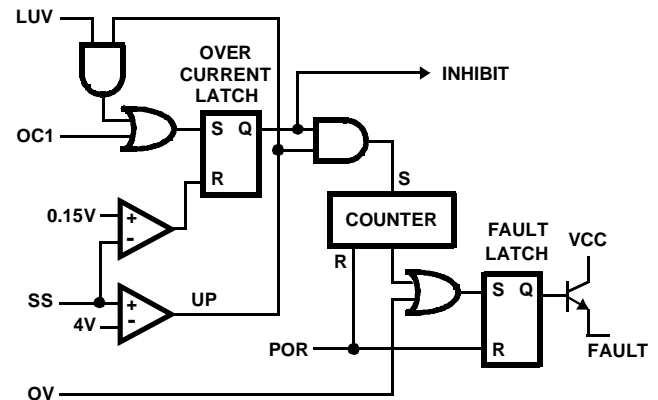 LUV
OVER
CURRENT
LATCH
INHIBIT
OC1
S Q
R
S
0.15V
+
-
COUNTER
R
FAULT
LATCH
VCC
SS
+
-
4V
UP
S Q
R
POR
FAULT
OV